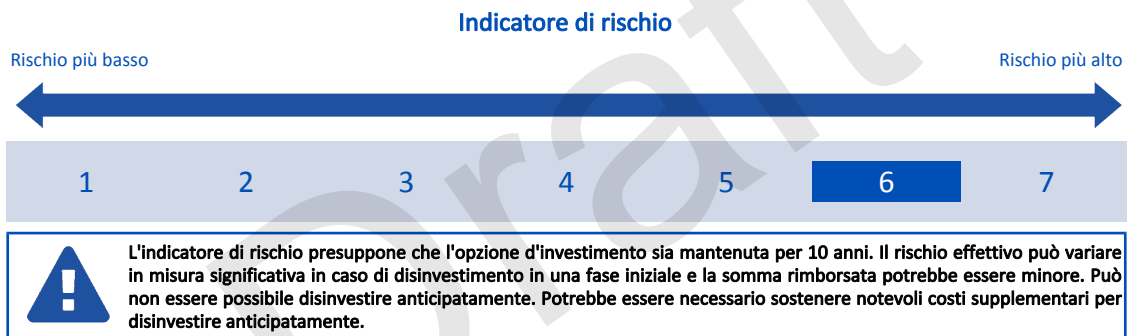 Indicatore di rischio
Rischio più basso
Rischio più alto
1 2 3 4 5 6 7
L'indicatore di rischio presuppone che l'opzione d'investimento sia mantenuta per 10 anni. Il rischio effettivo può variare
in misura significativa in caso di disinvestimento in una fase iniziale e la somma rimborsata potrebbe essere minore. Può
non essere possibile disinvestire anticipatamente. Potrebbe essere necessario sostenere notevoli costi supplementari per
disinvestire anticipatamente.
Draft